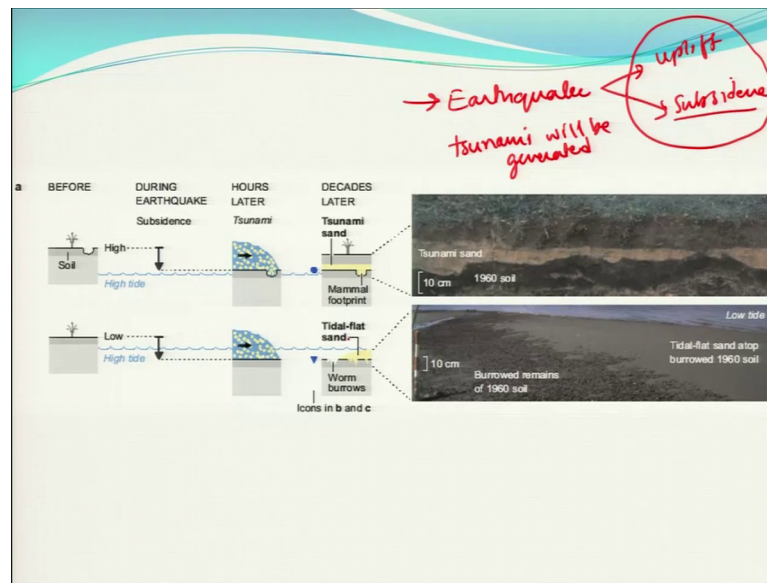 → Earthquake
uplift
Subsidence
tsunami will be
generated
a BEFORE DURING EARTHQUAKE HOURS LATER DECADES LATER
Subsidence Tsunami Tsunami sand
High
Soil
High tide
Mammal footprint
Tsunami sand
10 cm
1960 soil
Low
High tide
Tidal-flat sand
Worm burrows
Icons in b and c
Low tide
Tidal-flat sand atop
burrowed 1960 soil
10 cm
Burrowed remains
of 1960 soil